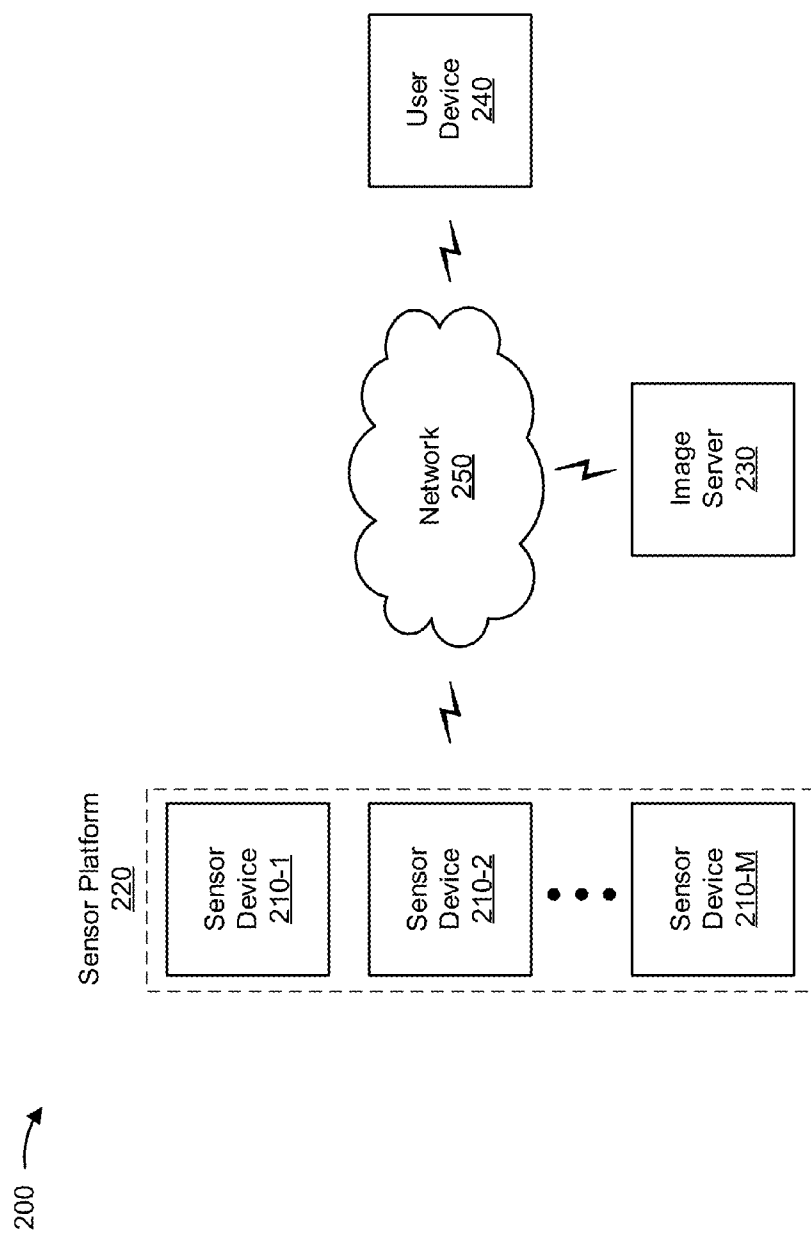 200
Sensor Platform
220
Sensor
Device
210-1
Sensor
Device
210-2
Sensor
Device
210-M
Network
250
Image
Server
230
User
Device
240